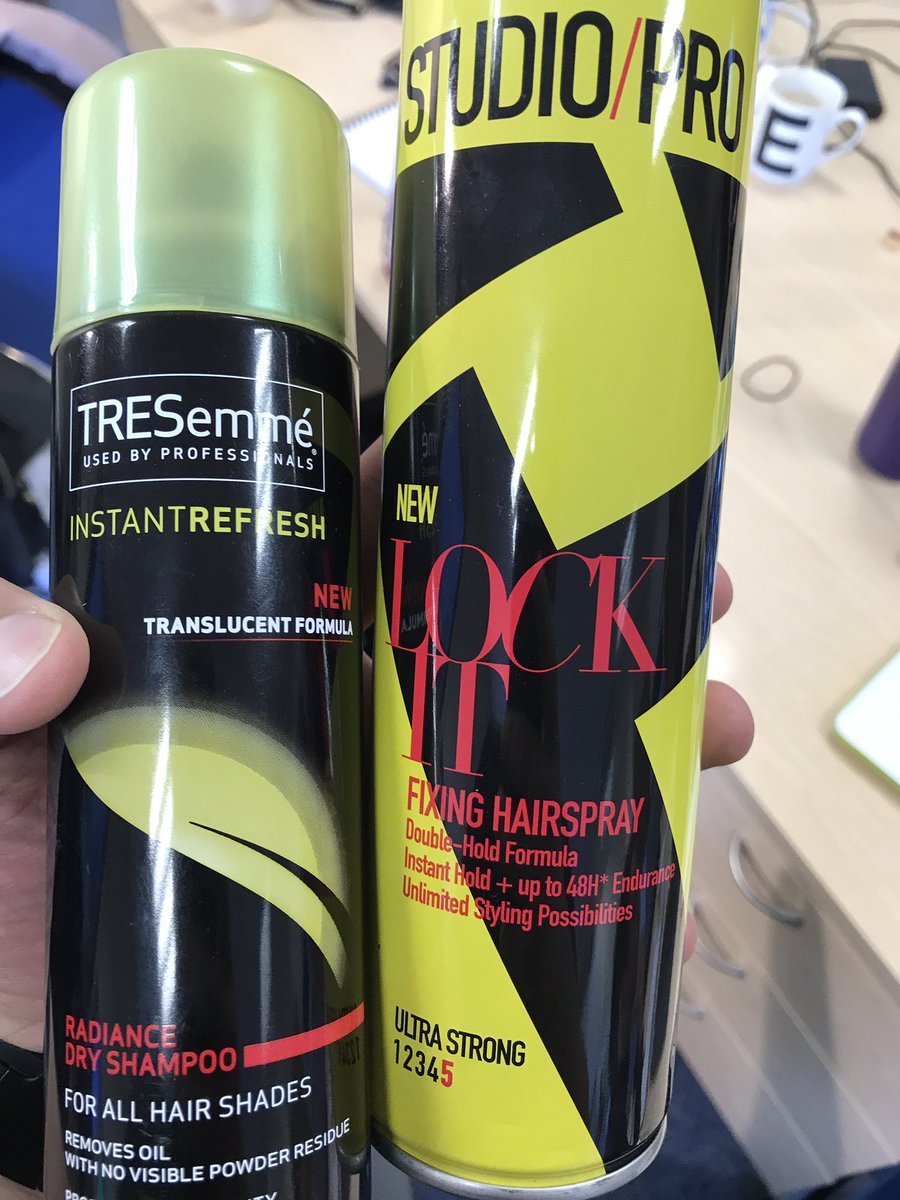 TRESemmé
USED BY PROFESSIONALS
INSTANTREFRESH
NEW
TRANSLUCENT FORMULA
RADIANCE
DRY SHAMPOO
FOR ALL HAIR SHADES
REMOVES OIL
WITH NO VISIBLE POWDER RESIDUE
STUDIO/PRO
NEW
LOCK
IT
FIXING HAIRSPRAY
Double-Hold Formula
Instant Hold + up to 48H* Endurance
Unlimited Styling Possibilities
ULTRA STRONG
12345
E